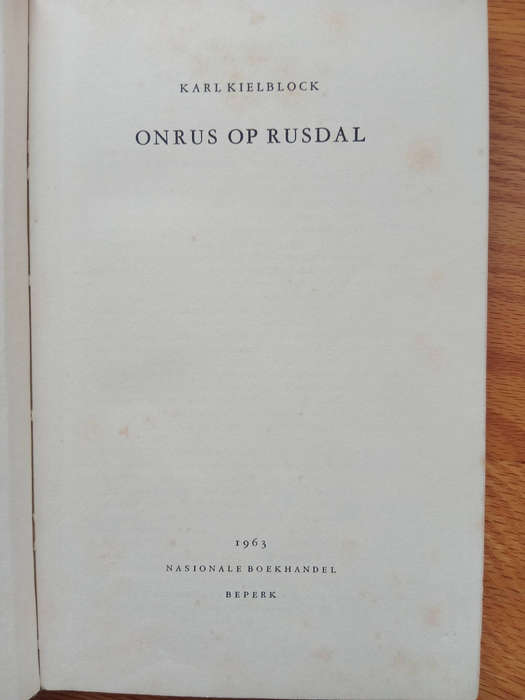 KARL KIELBLOCK
ONRUS OP RUSDAL
1963
NASIONALE BOEKHANDEL
BEPERK